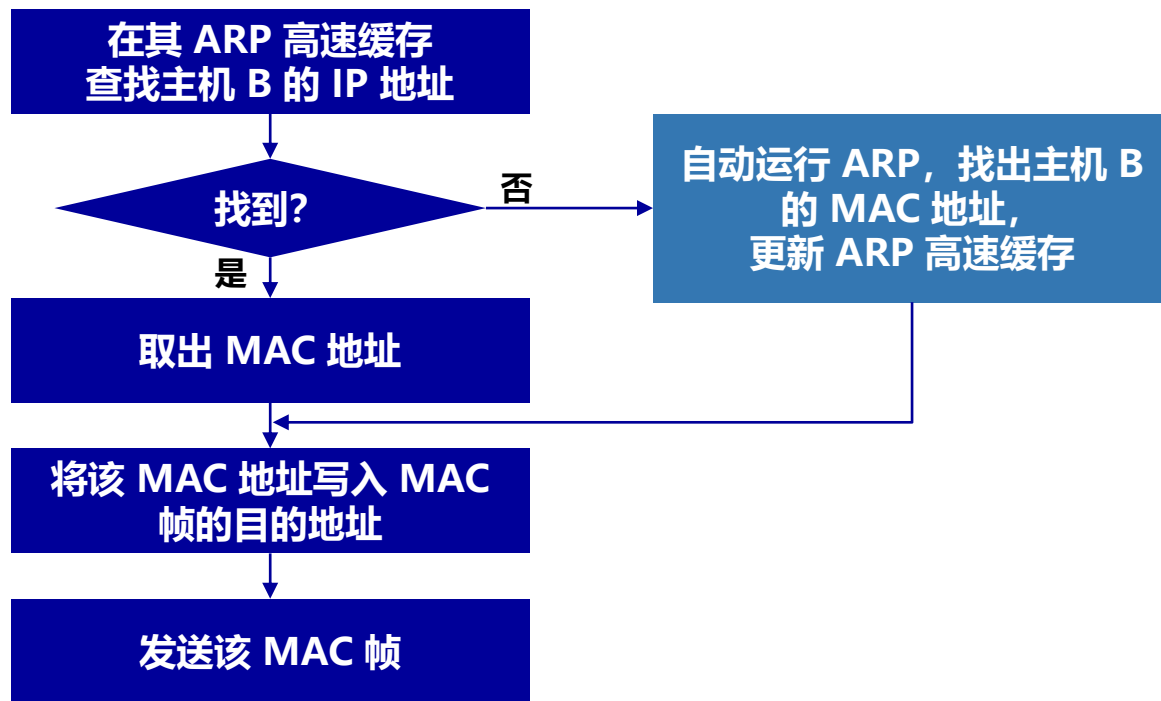 在其 ARP 高速缓存
查找主机 B 的 IP 地址
找到？
否
自动运行 ARP，找出主机 B
的 MAC 地址，
更新 ARP 高速缓存
是
取出 MAC 地址
将该 MAC 地址写入 MAC
帧的目的地址
发送该 MAC 帧